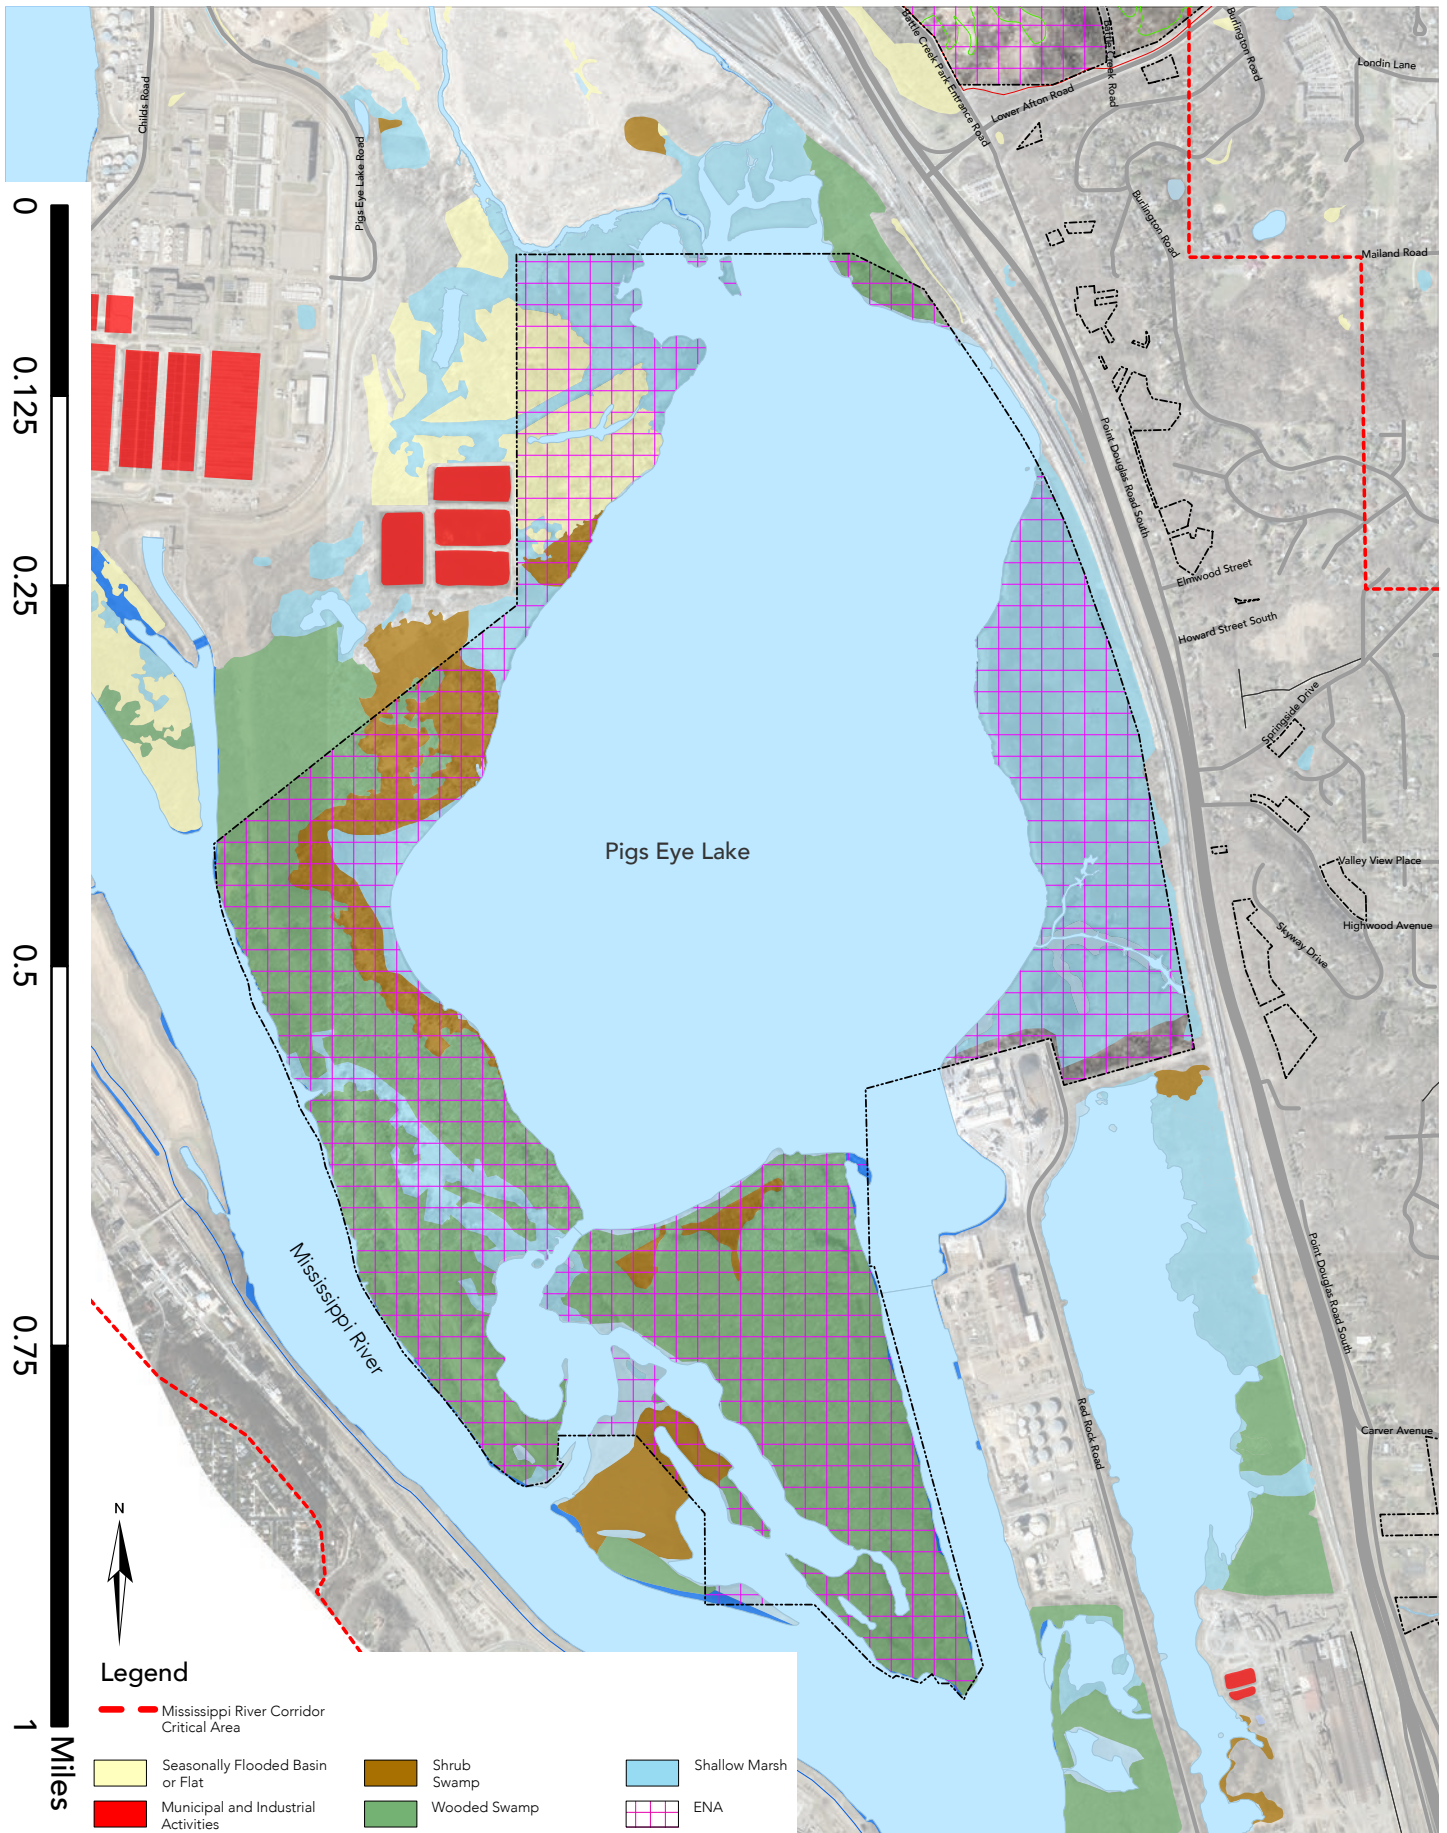 Childs Road
Pigs Eye Lake Road
Battle Creek Park Entrance Road
Battle Creek Road
Lower Afton Road
Burlington Road
Londin Lane
Burlington Road
Mailand Road
Point Douglas Road South
Elmwood Street
Howard Street South
Springside Drive
Valley View Place
Highwood Avenue
Skyway Drive
Pigs Eye Lake
Mississippi River
Point Douglas Road South
Red Rock Road
Carver Avenue
0
0.125
0.25
0.5
0.75
1
Miles
N
Legend
Mississippi River Corridor
Critical Area
Seasonally Flooded Basin
or Flat
Municipal and Industrial
Activities
Shrub
Swamp
Wooded Swamp
Shallow Marsh
ENA